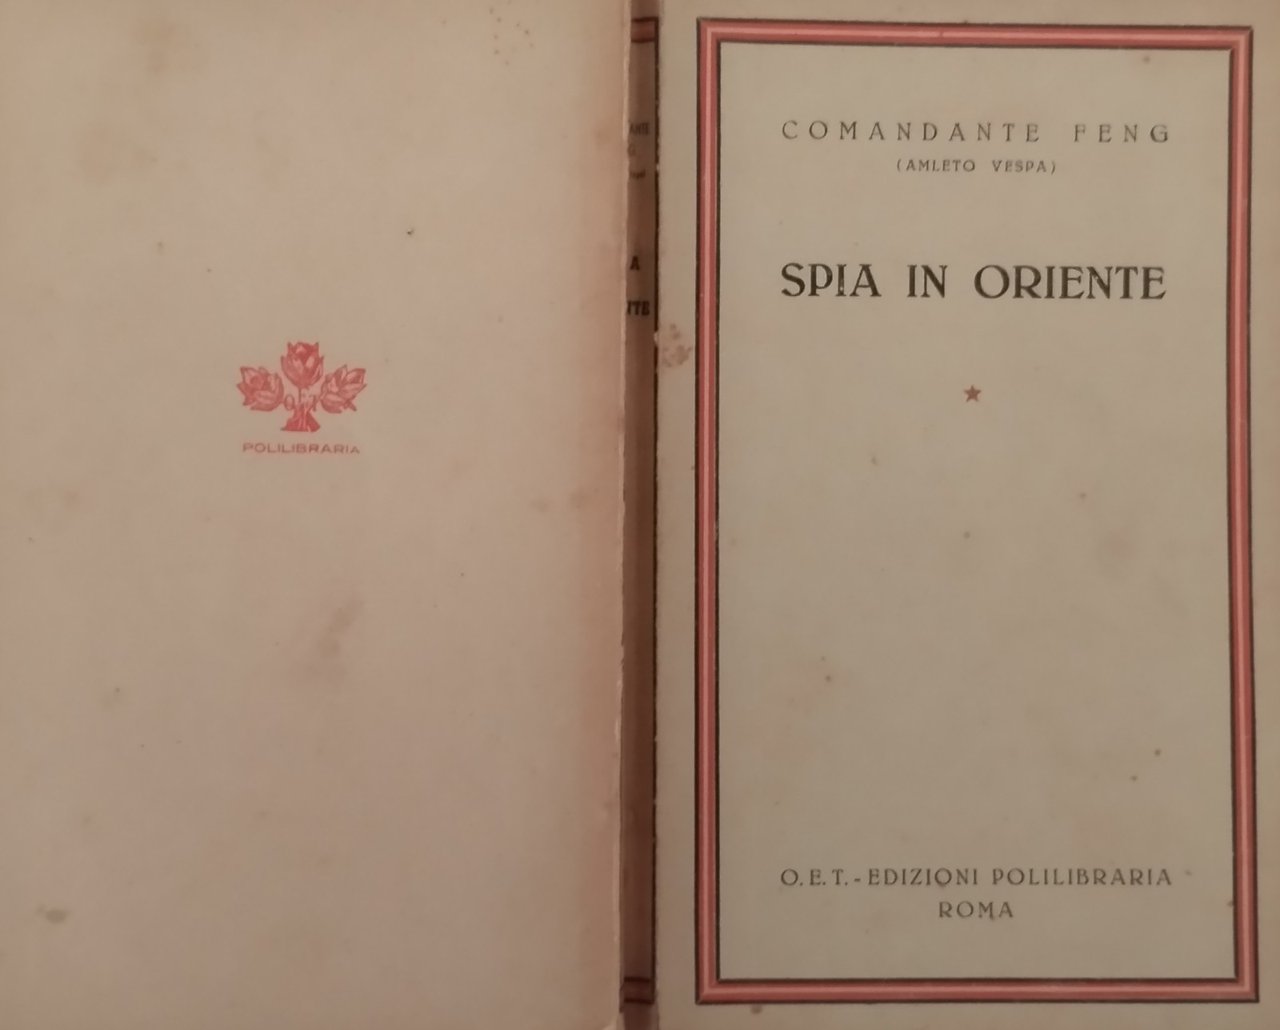 POLILIBRARIA
COMANDANTE FENG
(AMLETO VESPA)
SPIA IN ORIENTE
O.E.T.-EDIZIONI POLILIBRARIA
ROMA